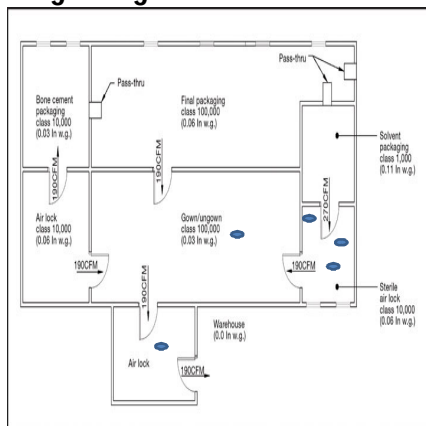 Pass-thru
Pass-thru
Bone cement
packaging
class 10,000
(0.03 In w.g.)
Final packaging
class 100,000
(0.06 In w.g.)
Solvent
packaging
class 1,000
(0.11 In w.g.)
190CFM
190CFM
270CFM
Air lock
class 10,000
(0.06 In w.g.)
Gown/ungown
class 100,000
(0.03 In w.g.)
190CFM
190CFM
190CFM
Sterile
air lock
class 10,000
(0.06 In w.g.)
Warehouse
(0.0 In w.g.)
Air lock
190CFM